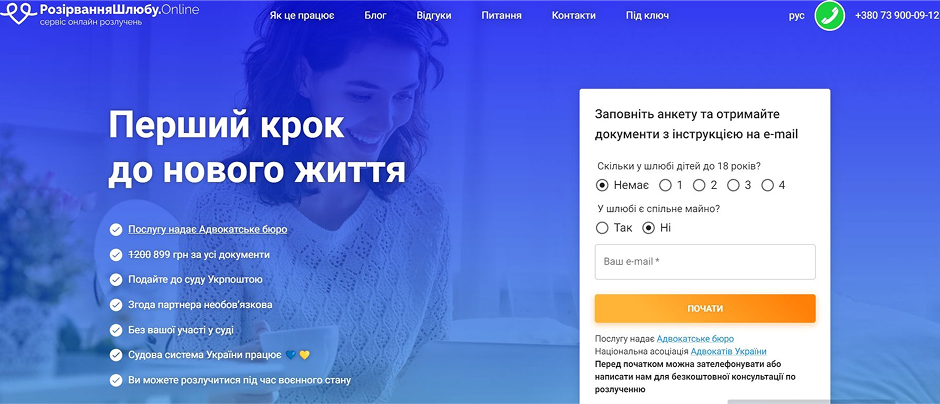 РозірванняШлюбу.Online
сервіс онлайн розлучень
Як це працює Блог Відгуки Питання Контакти Під ключ рус +380 73 900-09-12
Перший крок
до нового життя
Послугу надає Адвокатське бюро
1200 899 грн за усі документи
Подайте до суду Укрпоштою
Згода партнера необов'язкова
Без вашої участі у суді
Судова система України працює 💙 💛
Ви можете розлучитися під час воєнного стану
Заповніть анкету та отримайте
документи з інструкцією на e-mail
Скільки у шлюбі дітей до 18 років?
Немає 1 2 3 4
У шлюбі є спільне майно?
Так Ні
Ваш e-mail *
ПОЧАТИ
Послугу надає Адвокатське бюро
Національна асоціація Адвокатів України
Перед початком можна зателефонувати або
написати нам для безкоштовної консультації по
розлученню